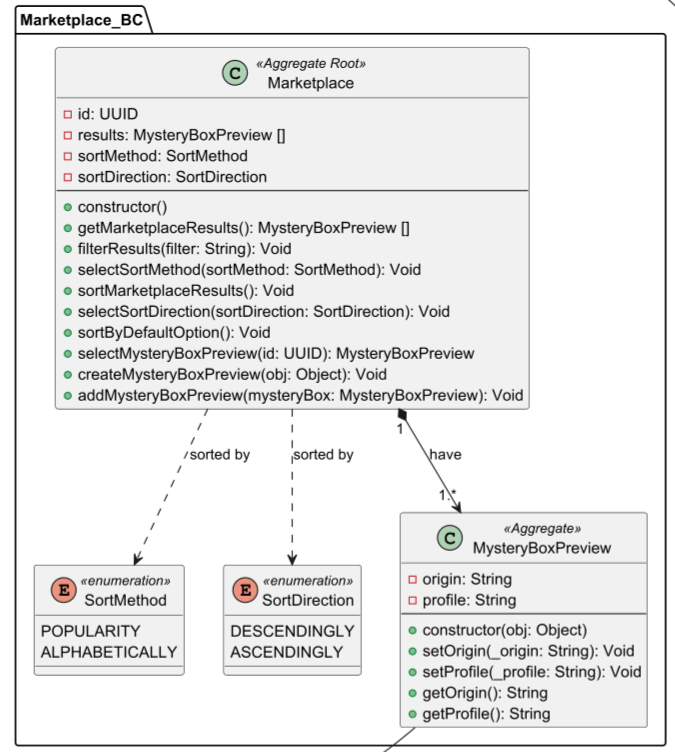 Marketplace_BC
C
«Aggregate Root»
Marketplace
id: UUID
results: MysteryBoxPreview []
sortMethod: SortMethod
sortDirection: SortDirection
constructor()
getMarketplaceResults(): MysteryBoxPreview []
filterResults(filter: String): Void
selectSortMethod(sortMethod: SortMethod): Void
sortMarketplaceResults(): Void
selectSortDirection(sortDirection: SortDirection): Void
sortByDefaultOption(): Void
selectMysteryBoxPreview(id: UUID): MysteryBoxPreview
createMysteryBoxPreview(obj: Object): Void
addMysteryBoxPreview(mysteryBox: MysteryBoxPreview): Void
sorted by
sorted by
1
have
1.*
E
«enumeration»
SortMethod
POPULARITY
ALPHABETICALLY
E
«enumeration»
SortDirection
DESCENDINGLY
ASCENDINGLY
C
«Aggregate»
MysteryBoxPreview
origin: String
profile: String
constructor(obj: Object)
setOrigin(_origin: String): Void
setProfile(_profile: String): Void
getOrigin(): String
getProfile(): String